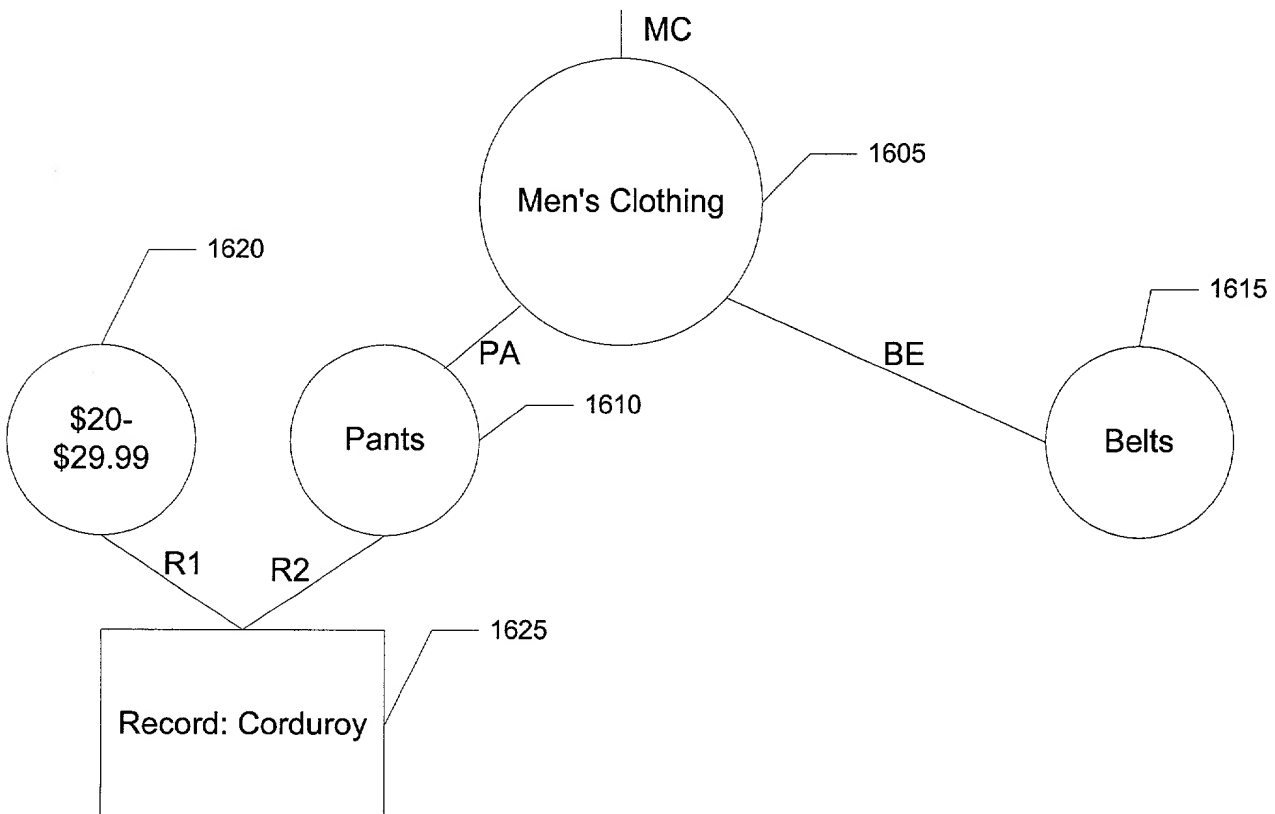 MC
1605
Men's Clothing
1620
1615
PA
BE
$20-
$29.99
1610
Pants
Belts
R1
R2
1625
Record: Corduroy